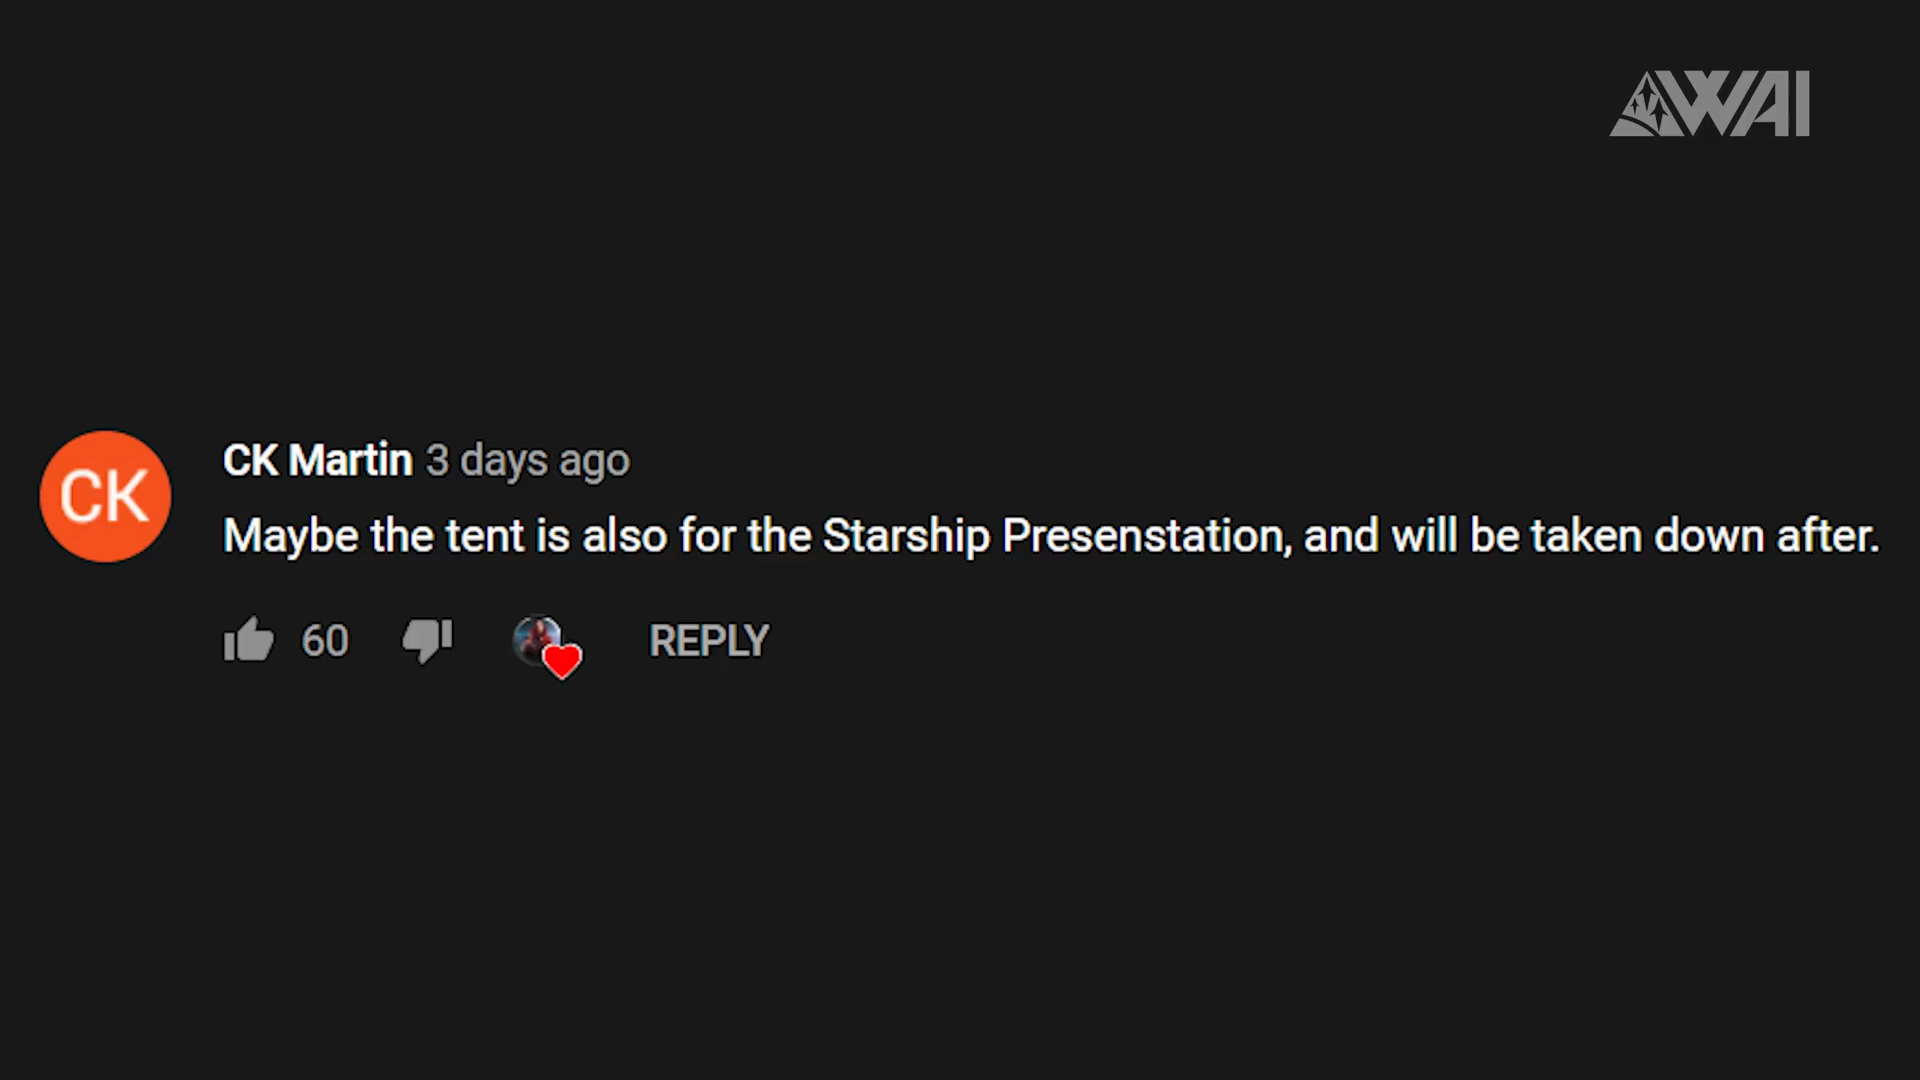 WAI
CK
CK Martin 3 days ago
Maybe the tent is also for the Starship Presenstation, and will be taken down after.
60
REPLY